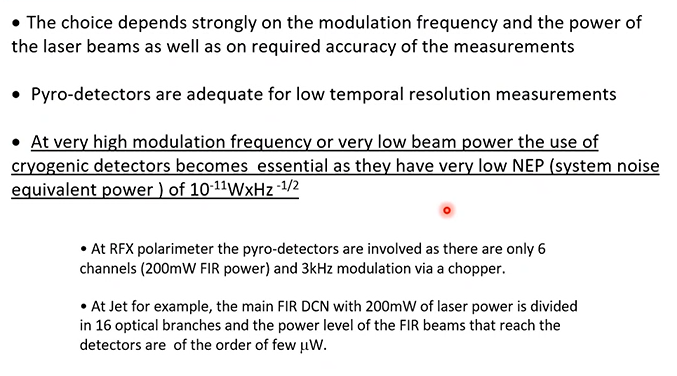 • The choice depends strongly on the modulation frequency and the power of
the laser beams as well as on required accuracy of the measurements
• Pyro-detectors are adequate for low temporal resolution measurements
• At very high modulation frequency or very low beam power the use of
cryogenic detectors becomes essential as they have very low NEP (system noise
equivalent power ) of 10⁻¹¹WxHz ⁻¹/²
• At RFX polarimeter the pyro-detectors are involved as there are only 6
channels (200mW FIR power) and 3kHz modulation via a chopper.
• At Jet for example, the main FIR DCN with 200mW of laser power is divided
in 16 optical branches and the power level of the FIR beams that reach the
detectors are of the order of few μW.